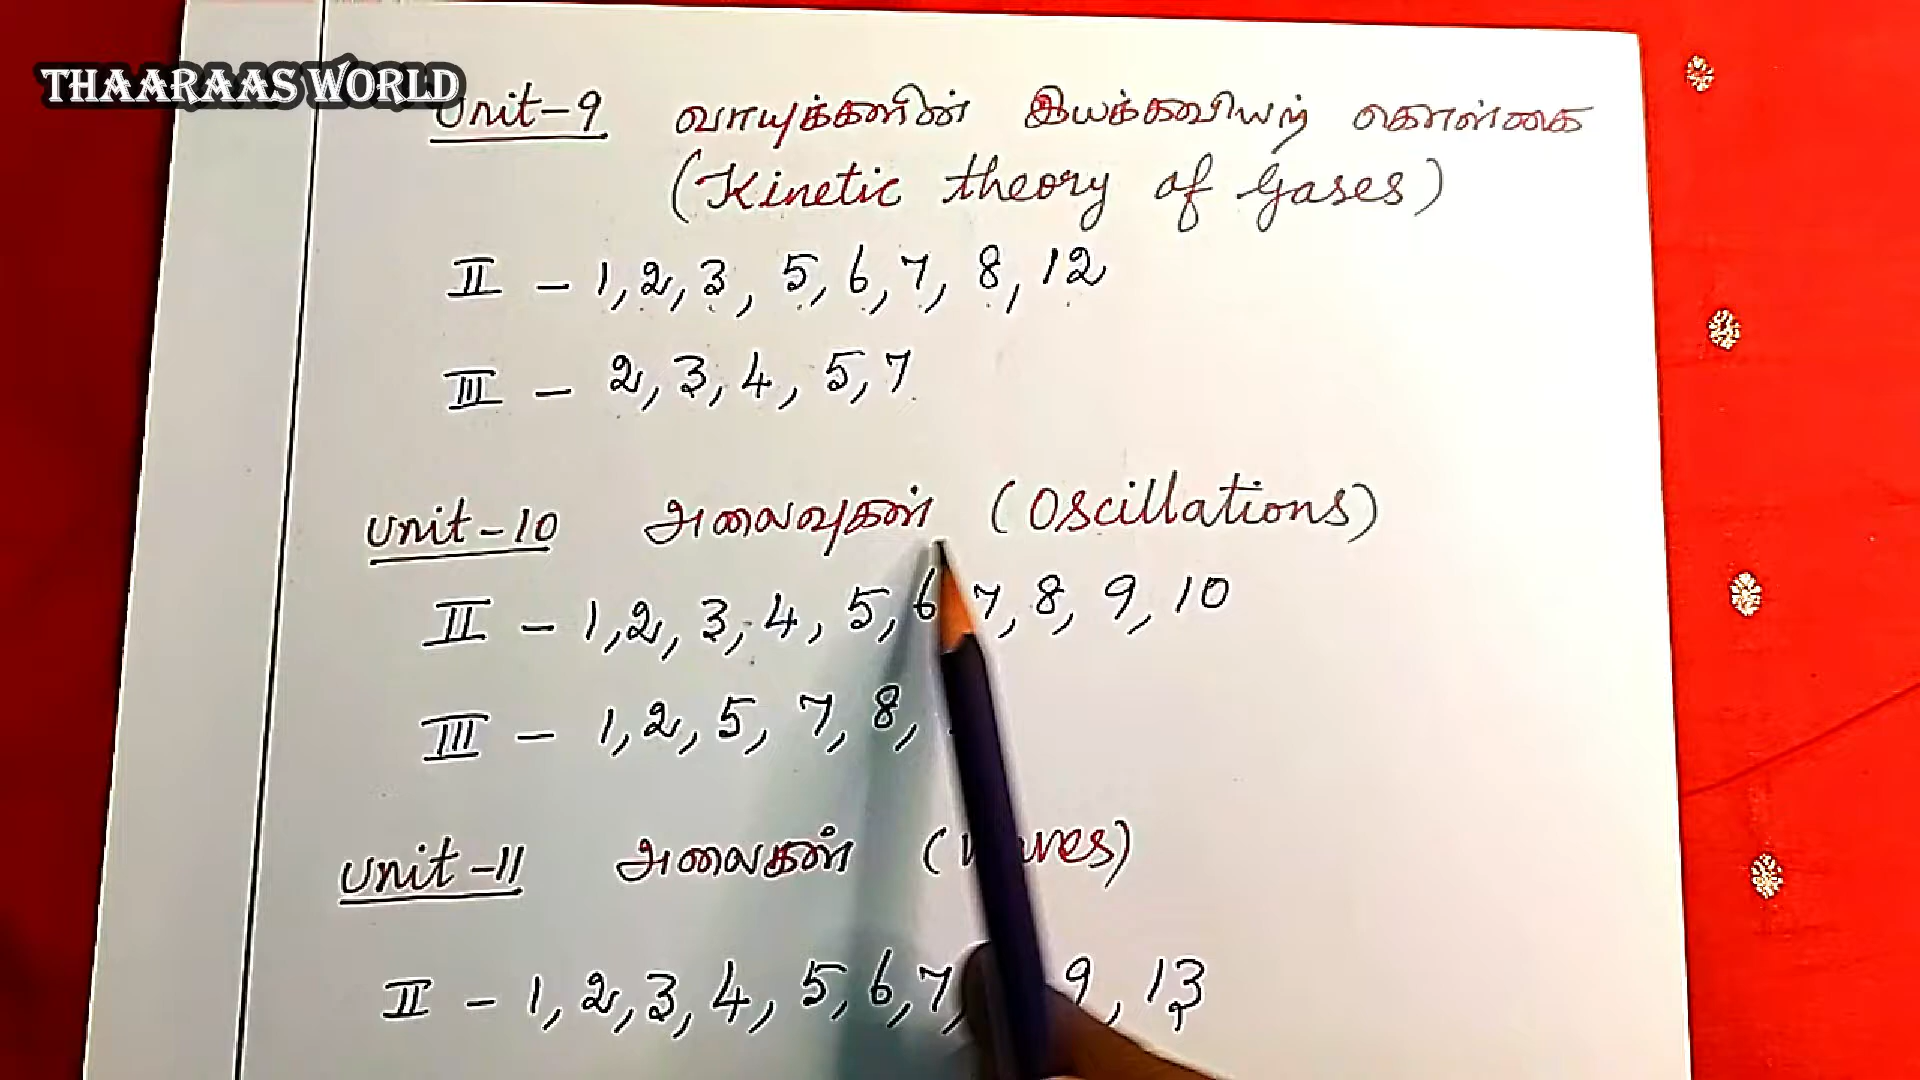 THAARAAS WORLD
Unit-9 வாயுக்களின் இயக்கவியற் கொள்கை
(Kinetic theory of Gases)
II - 1, 2, 3, 5, 6, 7, 8, 12
III - 2, 3, 4, 5, 7
Unit-10 அலைவுகள் (Oscillations)
II - 1, 2, 3, 4, 5, 6 7, 8, 9, 10
III - 1, 2, 5, 7, 8,
Unit-11 அலைகள்
II - 1, 2, 3, 4, 5, 6, 7 9, 13